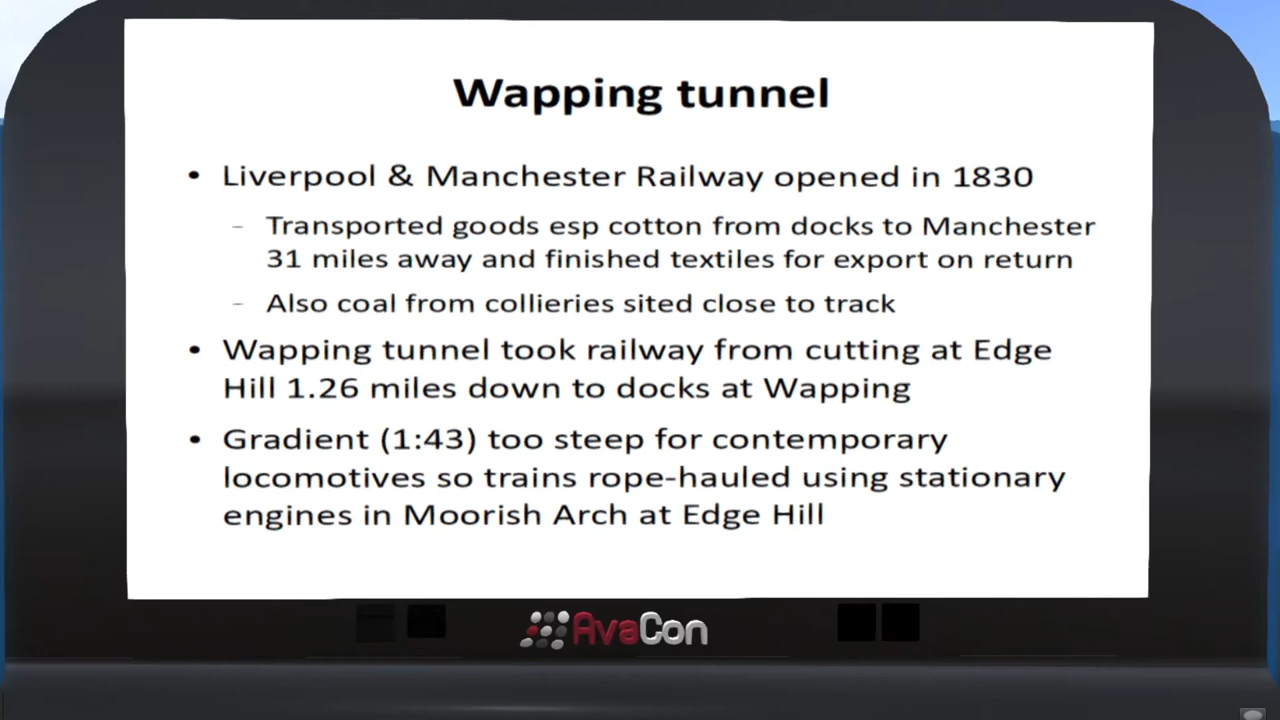 Wapping tunnel
• Liverpool & Manchester Railway opened in 1830
– Transported goods esp cotton from docks to Manchester
31 miles away and finished textiles for export on return
– Also coal from collieries sited close to track
• Wapping tunnel took railway from cutting at Edge
Hill 1.26 miles down to docks at Wapping
• Gradient (1:43) too steep for contemporary
locomotives so trains rope-hauled using stationary
engines in Moorish Arch at Edge Hill
AvaCon